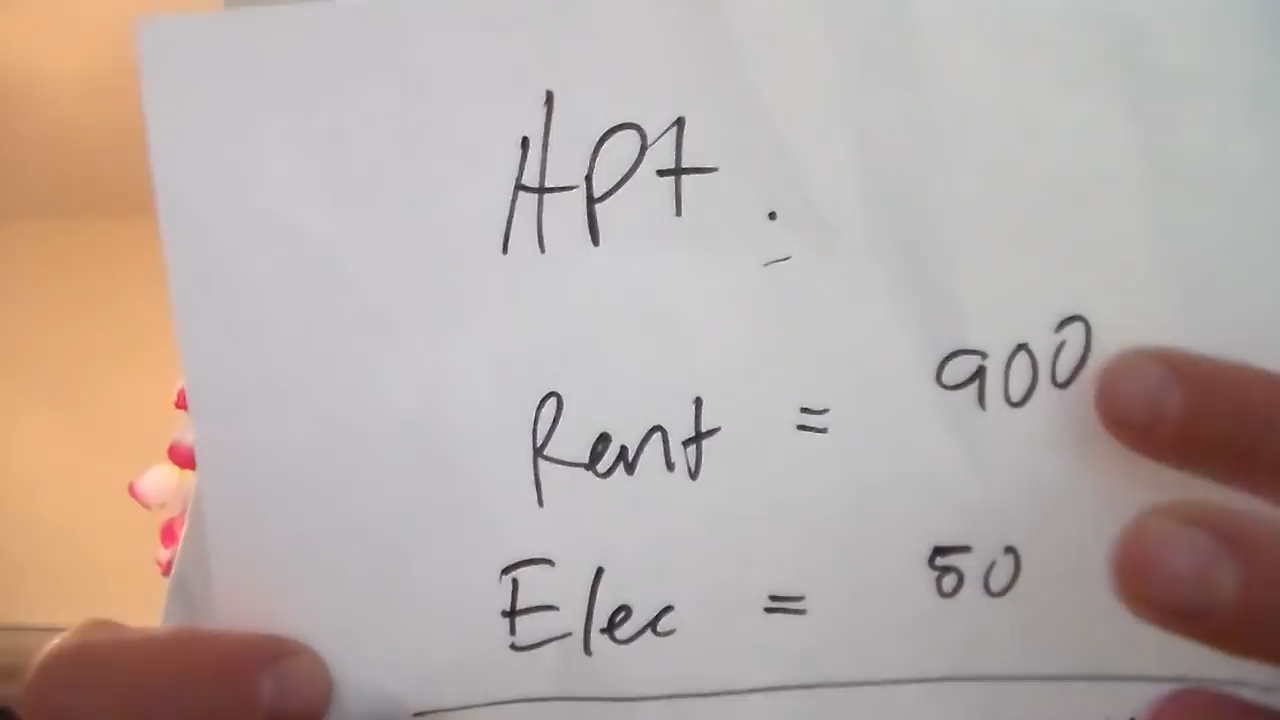 Apt.
Rent = 900
Elec = 50